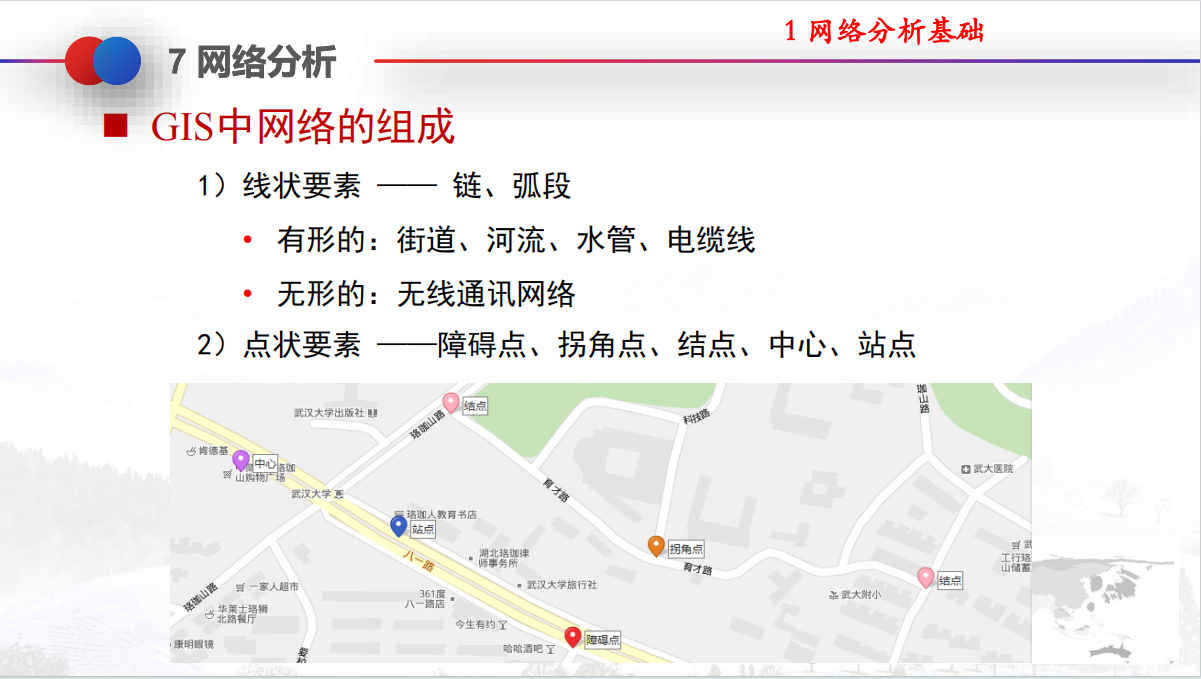 1 网络分析基础
7 网络分析
■ GIS中网络的组成
1）线状要素 —— 链、弧段
• 有形的：街道、河流、水管、电缆线
• 无形的：无线通讯网络
2）点状要素 ——障碍点、拐角点、结点、中心、站点
珞珈山路
结点
武汉大学出版社
珞珈山路
科技路
肯德基
中心
珞珈
山购物广场
武大医院
武汉大学
育才路
珞珈人教育书店
站点
八一路
湖北珞珈律
师事务所
拐角点
育才路
工行珞
山储蓄
结点
武汉大学旅行社
一家人超市
361度
八一路店
武大附小
珞珈山路
华莱士珞狮
北路餐厅
今生有约
障碍点
康明眼镜
哈哈酒吧